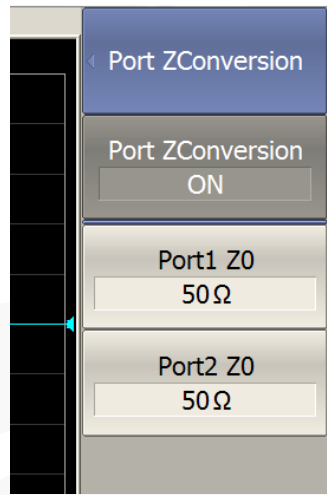 Port ZConversion
Port ZConversion
ON
Port1 Z0
50Ω
Port2 Z0
50Ω